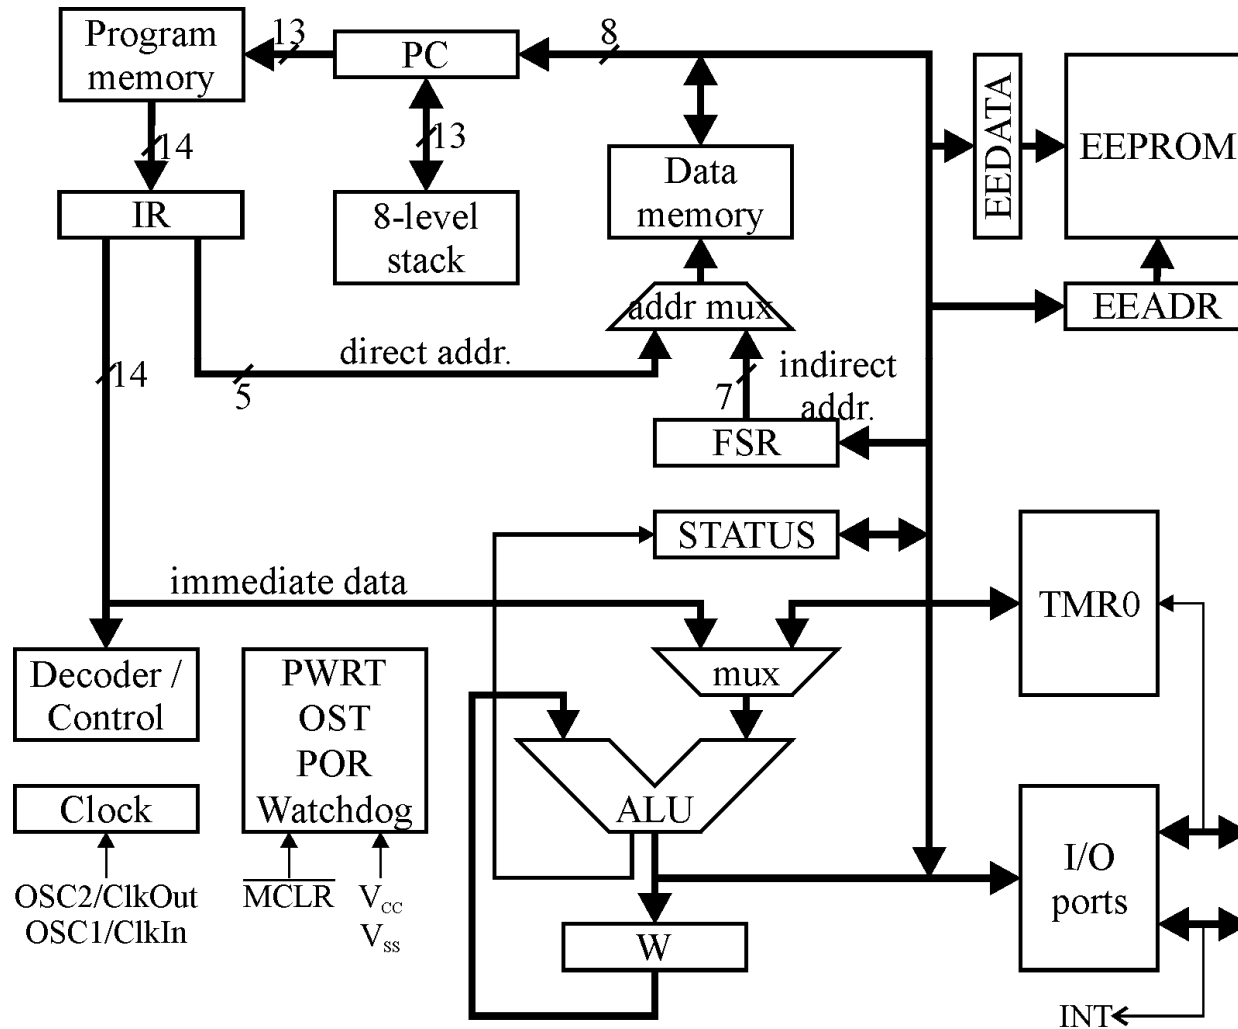 Program
memory
13
PC
8
14
13
IR
8-level
stack
Data
memory
EEDATA
EEPROM
EEADR
addr mux
direct addr.
14
5
7
indirect
addr.
FSR
STATUS
immediate data
TMR0
mux
Decoder /
Control
PWRT
OST
POR
Watchdog
Clock
ALU
I/O
ports
OSC2/ClkOut
OSC1/ClkIn
MCLR
VCC
VSS
W
INT